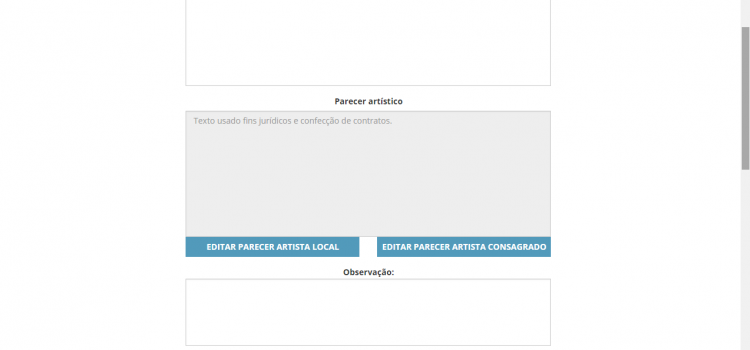 Parecer artístico
Texto usado fins jurídicos e confecção de contratos.
EDITAR PARECER ARTISTA LOCAL
EDITAR PARECER ARTISTA CONSAGRADO
Observação: